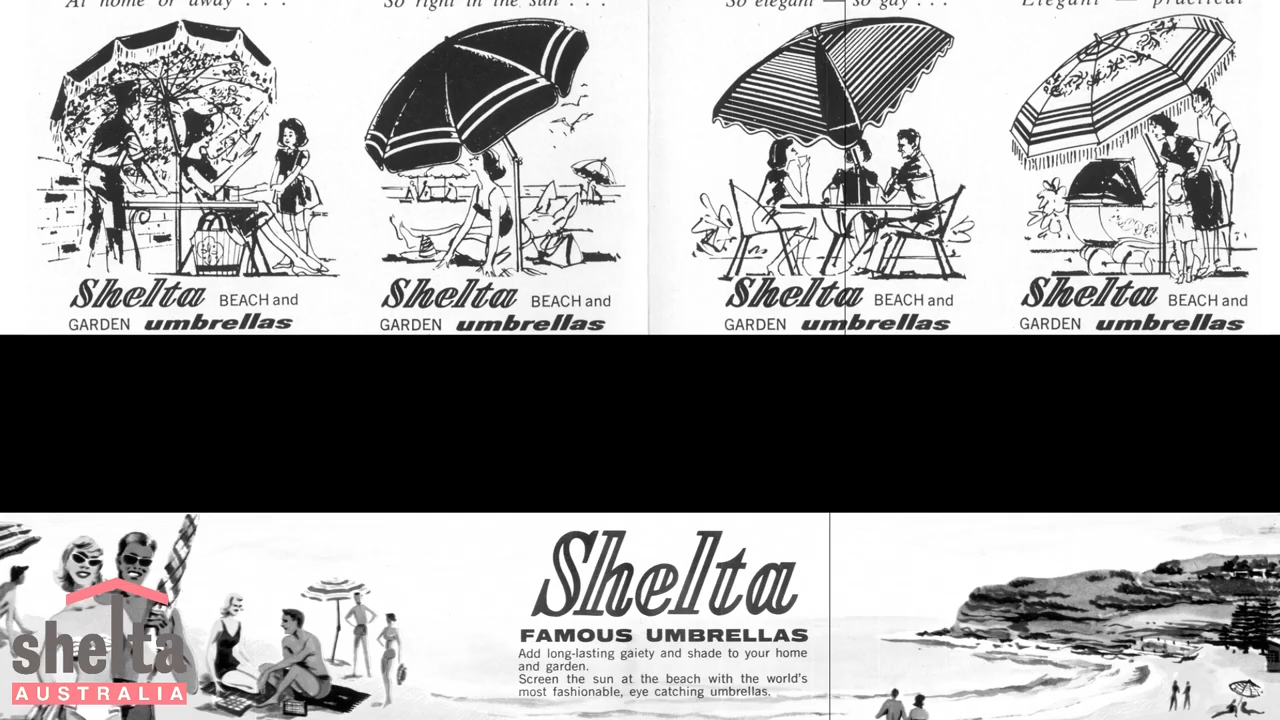 At home or away . . .
So right in the sun . . .
So elegant — so gay . . .
Elegant — practical
Shelta BEACH and
GARDEN umbrellas
Shelta BEACH and
GARDEN umbrellas
Shelta BEACH and
GARDEN umbrellas
Shelta BEACH and
GARDEN umbrellas
Shelta
FAMOUS UMBRELLAS
Add long-lasting gaiety and shade to your home
and garden.
Screen the sun at the beach with the world's
most fashionable, eye catching umbrellas.
shelta
AUSTRALIA